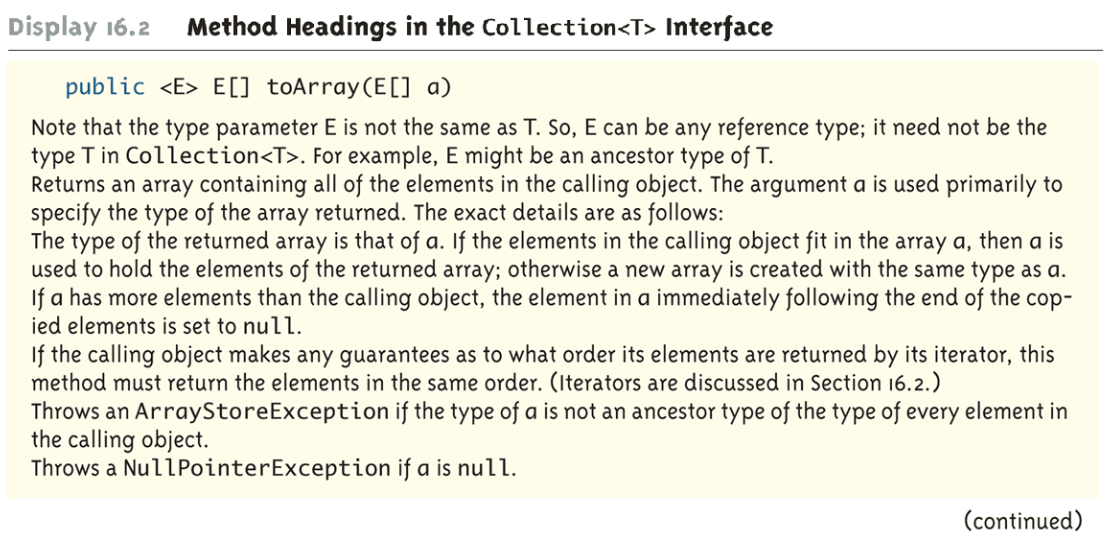 Display 16.2 Method Headings in the Collection<T> Interface
public <E> E[] toArray(E[] a)
Note that the type parameter E is not the same as T. So, E can be any reference type; it need not be the
type T in Collection<T>. For example, E might be an ancestor type of T.
Returns an array containing all of the elements in the calling object. The argument a is used primarily to
specify the type of the array returned. The exact details are as follows:
The type of the returned array is that of a. If the elements in the calling object fit in the array a, then a is
used to hold the elements of the returned array; otherwise a new array is created with the same type as a.
If a has more elements than the calling object, the element in a immediately following the end of the cop-
ied elements is set to null.
If the calling object makes any guarantees as to what order its elements are returned by its iterator, this
method must return the elements in the same order. (Iterators are discussed in Section 16.2.)
Throws an ArrayStoreException if the type of a is not an ancestor type of the type of every element in
the calling object.
Throws a NullPointerException if a is null.
(continued)